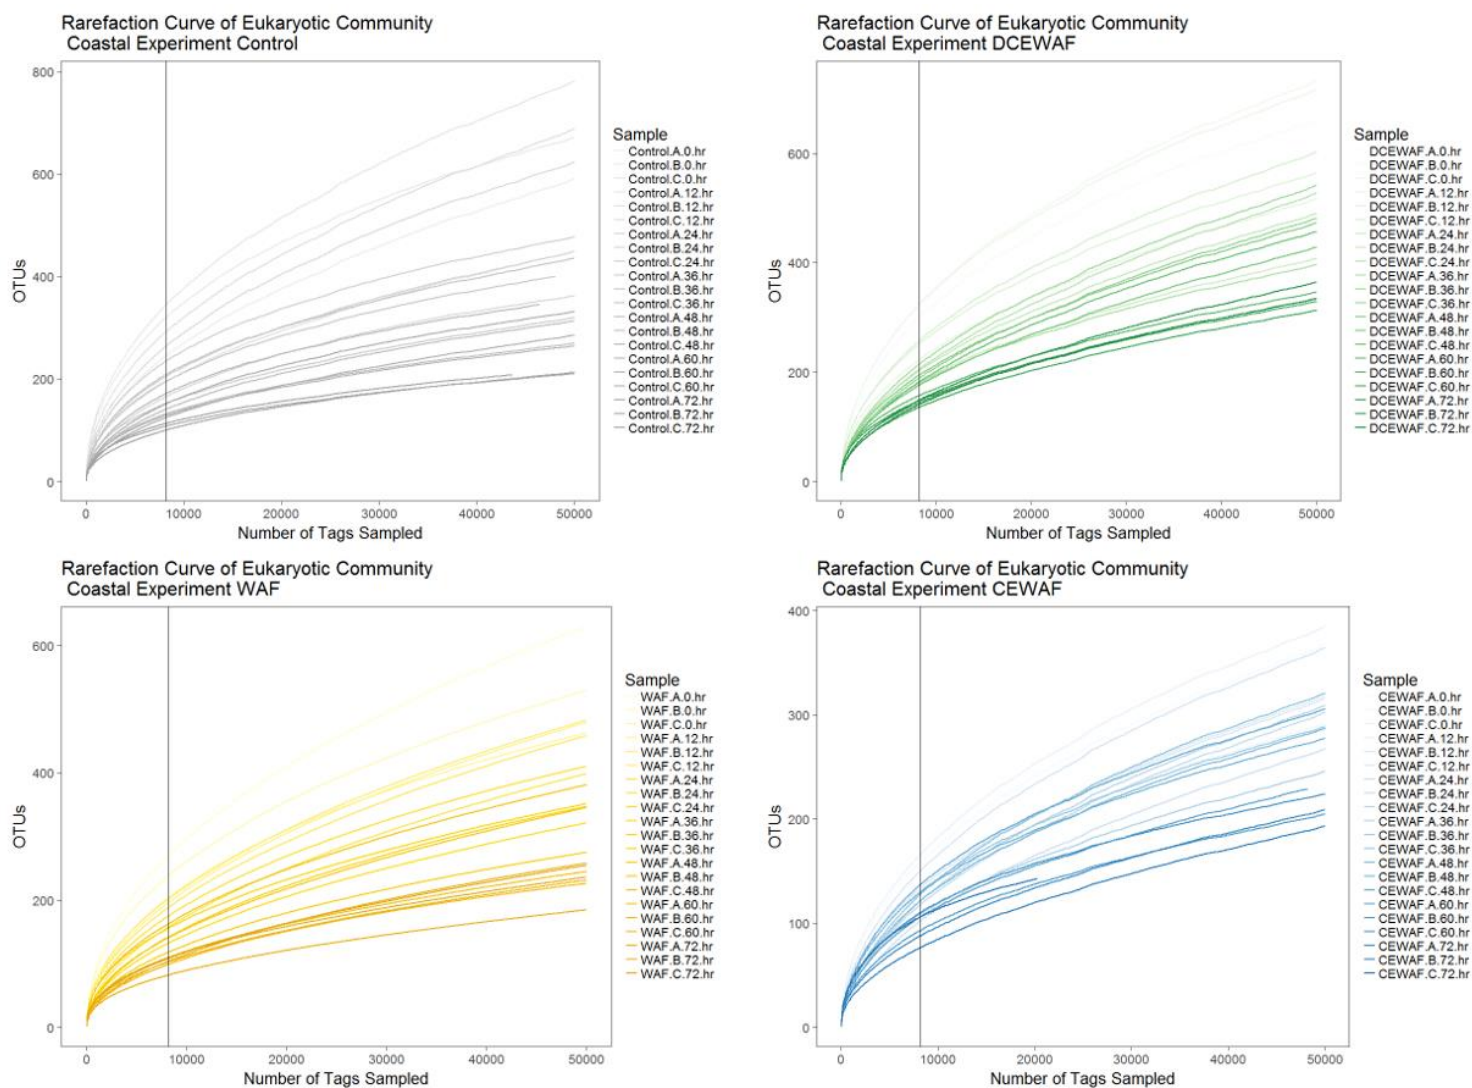 Rarefaction Curve of Eukaryotic Community
Coastal Experiment Control
800
600
400
200
0
OTUs
0 10000 20000 30000 40000 50000
Number of Tags Sampled
Sample
Control.A.0.hr
Control.B.0.hr
Control.C.0.hr
Control.A.12.hr
Control.B.12.hr
Control.C.12.hr
Control.A.24.hr
Control.B.24.hr
Control.C.24.hr
Control.A.36.hr
Control.B.36.hr
Control.C.36.hr
Control.A.48.hr
Control.B.48.hr
Control.C.48.hr
Control.A.60.hr
Control.B.60.hr
Control.C.60.hr
Control.A.72.hr
Control.B.72.hr
Control.C.72.hr
Rarefaction Curve of Eukaryotic Community
Coastal Experiment DCEWAF
600
400
200
0
OTUs
0 10000 20000 30000 40000 50000
Number of Tags Sampled
Sample
DCEWAF.A.0.hr
DCEWAF.B.0.hr
DCEWAF.C.0.hr
DCEWAF.A.12.hr
DCEWAF.B.12.hr
DCEWAF.C.12.hr
DCEWAF.A.24.hr
DCEWAF.B.24.hr
DCEWAF.C.24.hr
DCEWAF.A.36.hr
DCEWAF.B.36.hr
DCEWAF.C.36.hr
DCEWAF.A.48.hr
DCEWAF.B.48.hr
DCEWAF.C.48.hr
DCEWAF.A.60.hr
DCEWAF.B.60.hr
DCEWAF.C.60.hr
DCEWAF.A.72.hr
DCEWAF.B.72.hr
DCEWAF.C.72.hr
Rarefaction Curve of Eukaryotic Community
Coastal Experiment WAF
600
400
200
0
OTUs
0 10000 20000 30000 40000 50000
Number of Tags Sampled
Sample
WAF.A.0.hr
WAF.B.0.hr
WAF.C.0.hr
WAF.A.12.hr
WAF.B.12.hr
WAF.C.12.hr
WAF.A.24.hr
WAF.B.24.hr
WAF.C.24.hr
WAF.A.36.hr
WAF.B.36.hr
WAF.C.36.hr
WAF.A.48.hr
WAF.B.48.hr
WAF.C.48.hr
WAF.A.60.hr
WAF.B.60.hr
WAF.C.60.hr
WAF.A.72.hr
WAF.B.72.hr
WAF.C.72.hr
Rarefaction Curve of Eukaryotic Community
Coastal Experiment CEWAF
400
300
200
100
0
OTUs
0 10000 20000 30000 40000 50000
Number of Tags Sampled
Sample
CEWAF.A.0.hr
CEWAF.B.0.hr
CEWAF.C.0.hr
CEWAF.A.12.hr
CEWAF.B.12.hr
CEWAF.C.12.hr
CEWAF.A.24.hr
CEWAF.B.24.hr
CEWAF.C.24.hr
CEWAF.A.36.hr
CEWAF.B.36.hr
CEWAF.C.36.hr
CEWAF.A.48.hr
CEWAF.B.48.hr
CEWAF.C.48.hr
CEWAF.A.60.hr
CEWAF.B.60.hr
CEWAF.C.60.hr
CEWAF.A.72.hr
CEWAF.B.72.hr
CEWAF.C.72.hr